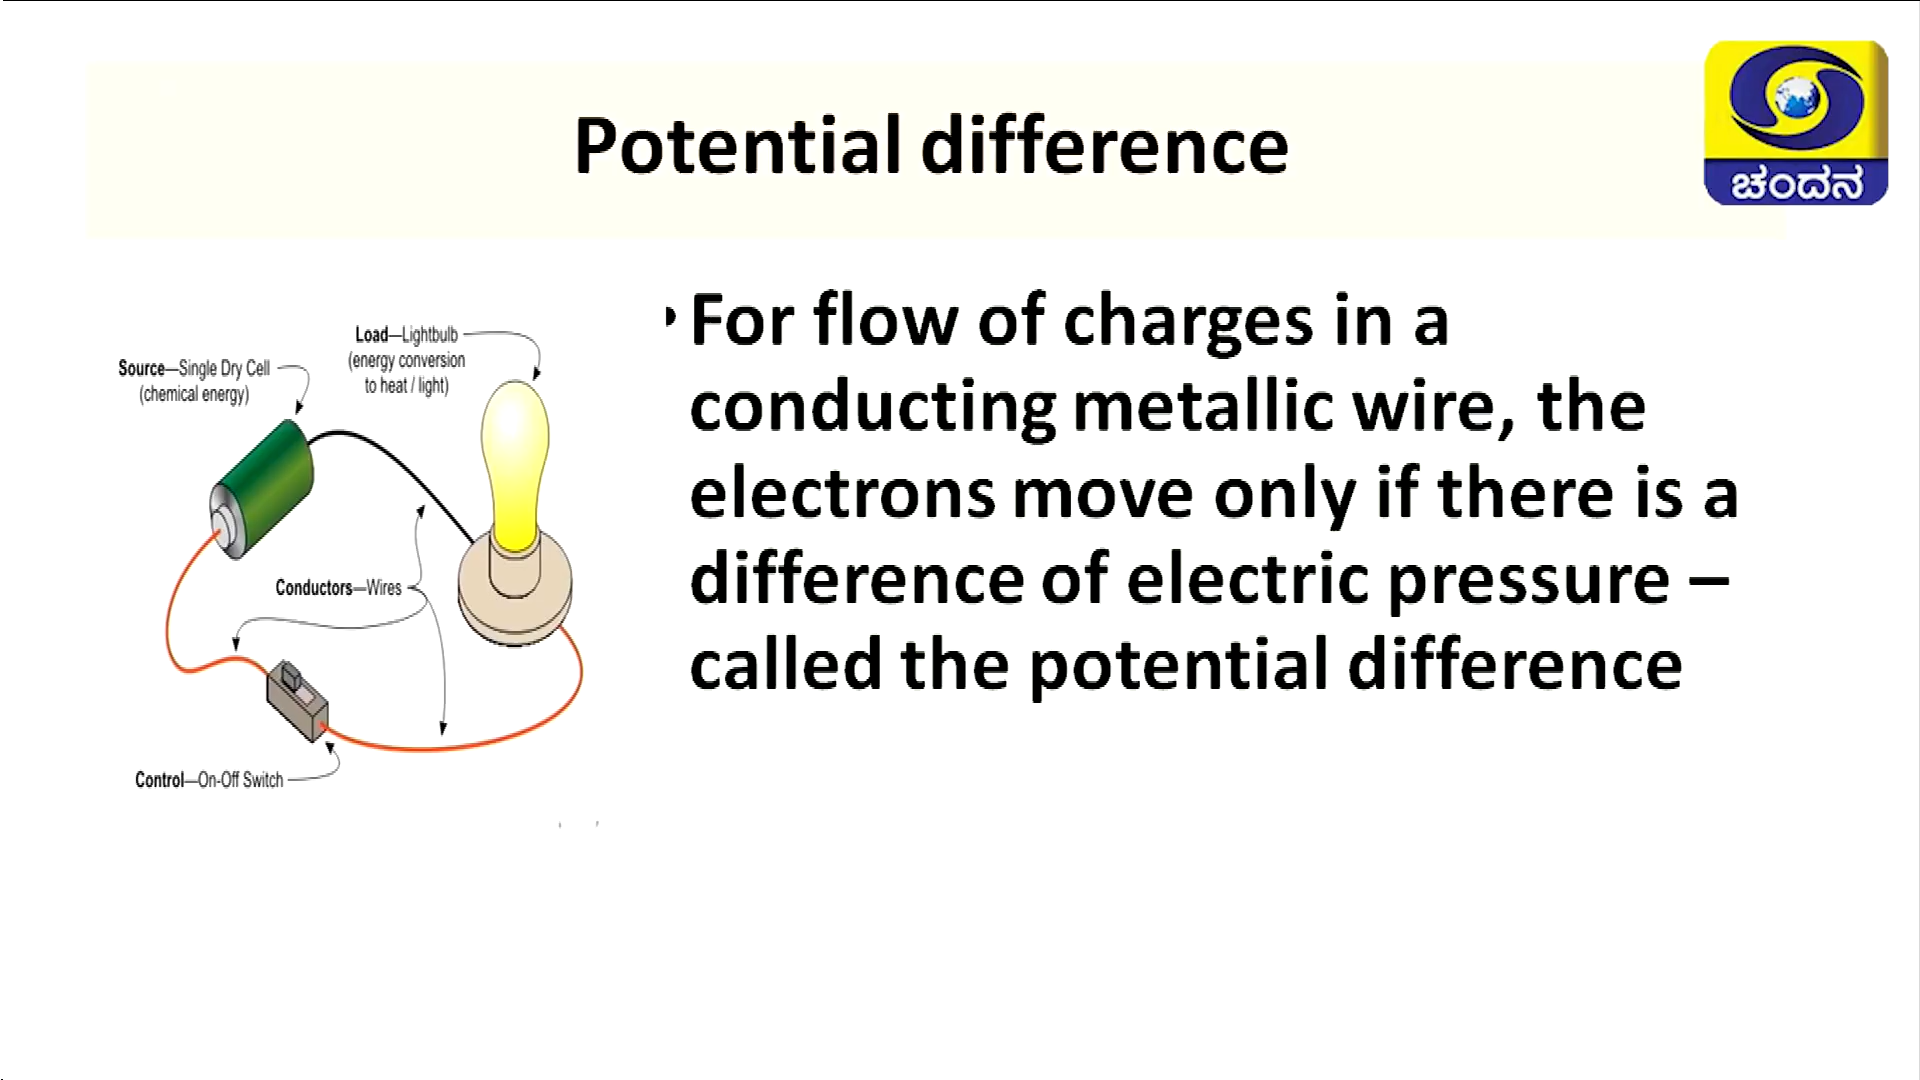 Potential difference
ಚಂದನ
Load—Lightbulb
(energy conversion
to heat / light)
Source—Single Dry Cell
(chemical energy)
Conductors—Wires
Control—On-Off Switch
• For flow of charges in a
conducting metallic wire, the
electrons move only if there is a
difference of electric pressure –
called the potential difference